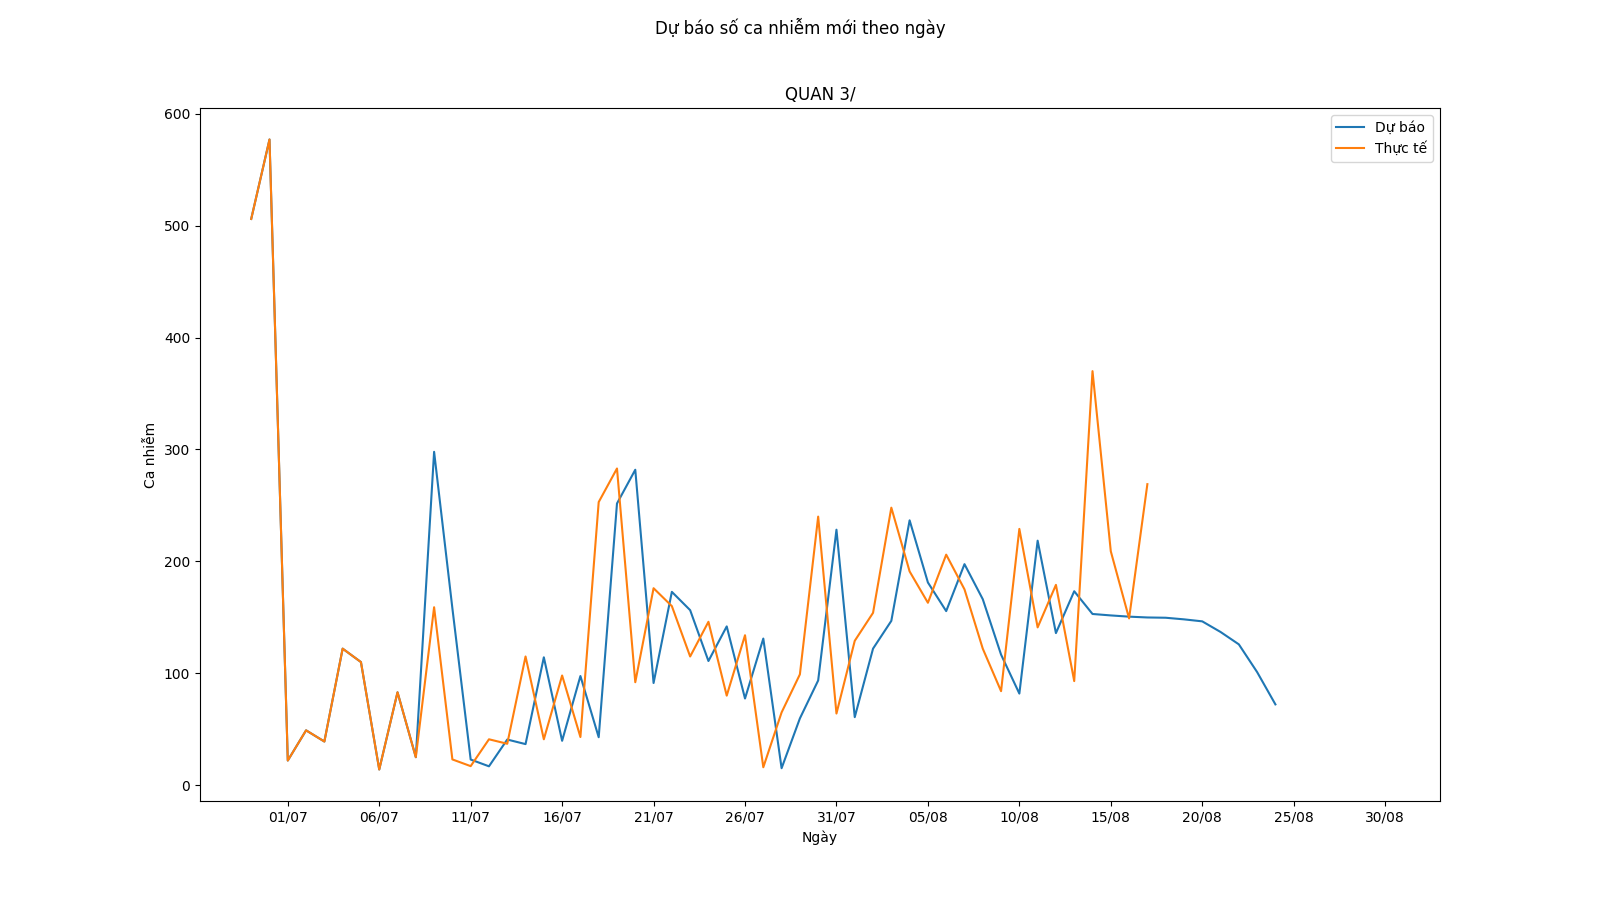 Dự báo số ca nhiễm mới theo ngày
QUAN 3/
Dự báo
Thực tế
Ca nhiễm
600
500
400
300
200
100
0
01/07 06/07 11/07 16/07 21/07 26/07 31/07 05/08 10/08 15/08 20/08 25/08 30/08
Ngày